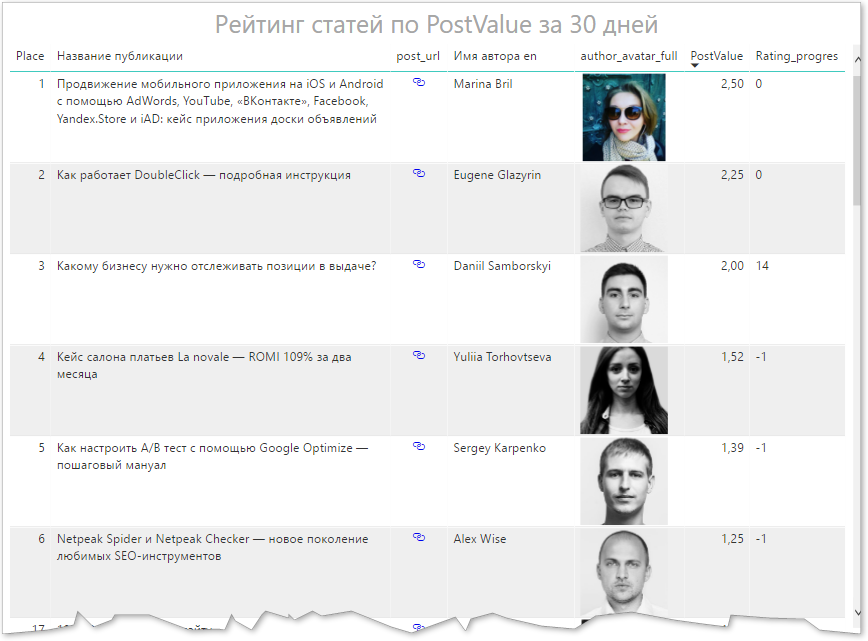 Рейтинг статей по PostValue за 30 дней
Place Название публикации post_url Имя автора en author_avatar_full PostValue Rating_progres
1 Продвижение мобильного приложения на iOS и Android Marina Bril 2,50 0
с помощью AdWords, YouTube, «ВКонтакте», Facebook,
Yandex.Store и iAD: кейс приложения доски объявлений
2 Как работает DoubleClick — подробная инструкция Eugene Glazyrin 2,25 0
3 Какому бизнесу нужно отслеживать позиции в выдаче? Daniil Samborskyi 2,00 14
4 Кейс салона платьев La novale — ROMI 109% за два Yuliia Torhovtseva 1,52 -1
месяца
5 Как настроить A/B тест с помощью Google Optimize — Sergey Karpenko 1,39 -1
пошаговый мануал
6 Netpeak Spider и Netpeak Checker — новое поколение Alex Wise 1,25 -1
любимых SEO-инструментов
17